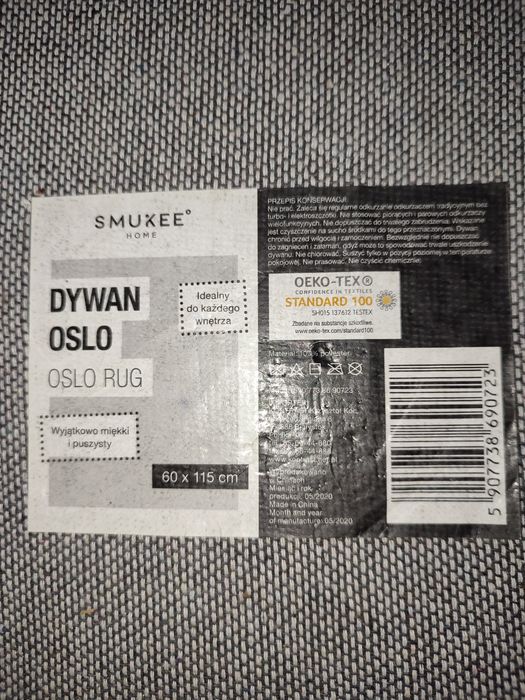 SMUKEE°
HOME
DYWAN
OSLO
OSLO RUG
Idealny
do każdego
wnętrza
Wyjątkowo miękki
i puszysty
60 x 115 cm
PRZEPIS KONSERWACJI:
Nie prać. Zaleca się regularne odkurzanie odkurzaczem tradycyjnym bez
turbo- i elektroszczotki. Nie stosować piorących i parowych odkurzaczy
wielofunkcyjnych. Nie dopuszczać do trwałego zabrudzenia. Wskazane
jest czyszczenie na sucho środkami do tego przeznaczonymi. Dywan
chronić przed wilgocią i zamoczeniem. Bezwzględnie nie dopuszczać
do zagnieceń i załamań, gdyż może to spowodować trwałe uszkodzenie
dywanu. Nie chlorować. Suszyć tylko w pozycji poziomej w temperaturze
pokojowej. Nie prasować. Nie czyścić chemicznie.
OEKO-TEX®
CONFIDENCE IN TEXTILES
STANDARD 100
SH015 137612 TESTEX
Zbadane na substancje szkodliwe.
www.oeko-tex.com/standard100
Materiał: 100% poliester
Wyprodukowano
w Chinach
Miesiąc i rok
produkcji: 05/2020
Made in China
Month and year
of manufacture: 05/2020
5 907738 690723